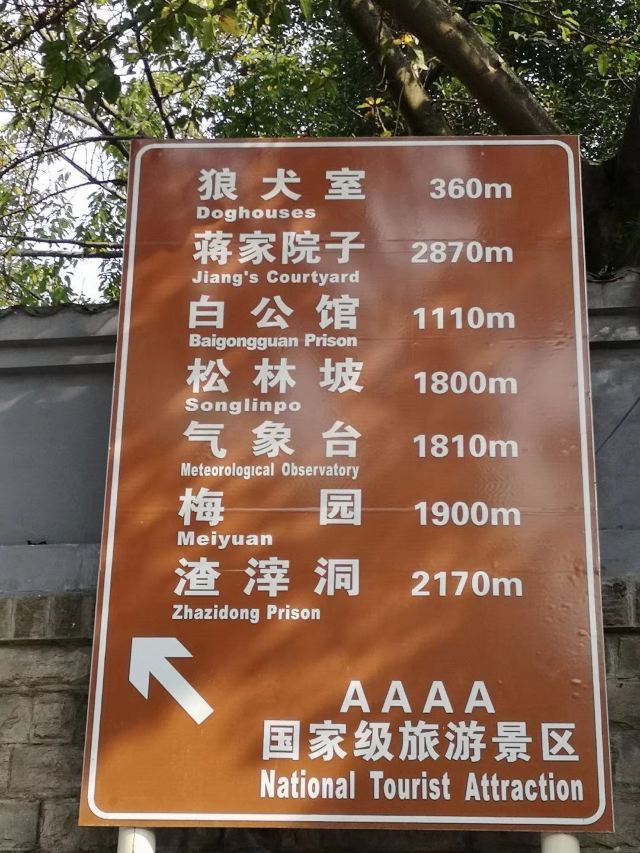 狼犬室 360m
Doghouses
蒋家院子 2870m
Jiang's Courtyard
白公馆 1110m
Baigongguan Prison
松林坡 1800m
Songlinpo
气象台 1810m
Meteorological Observatory
梅园 1900m
Meiyuan
渣滓洞 2170m
Zhazidong Prison
AAAA
国家级旅游景区
National Tourist Attraction